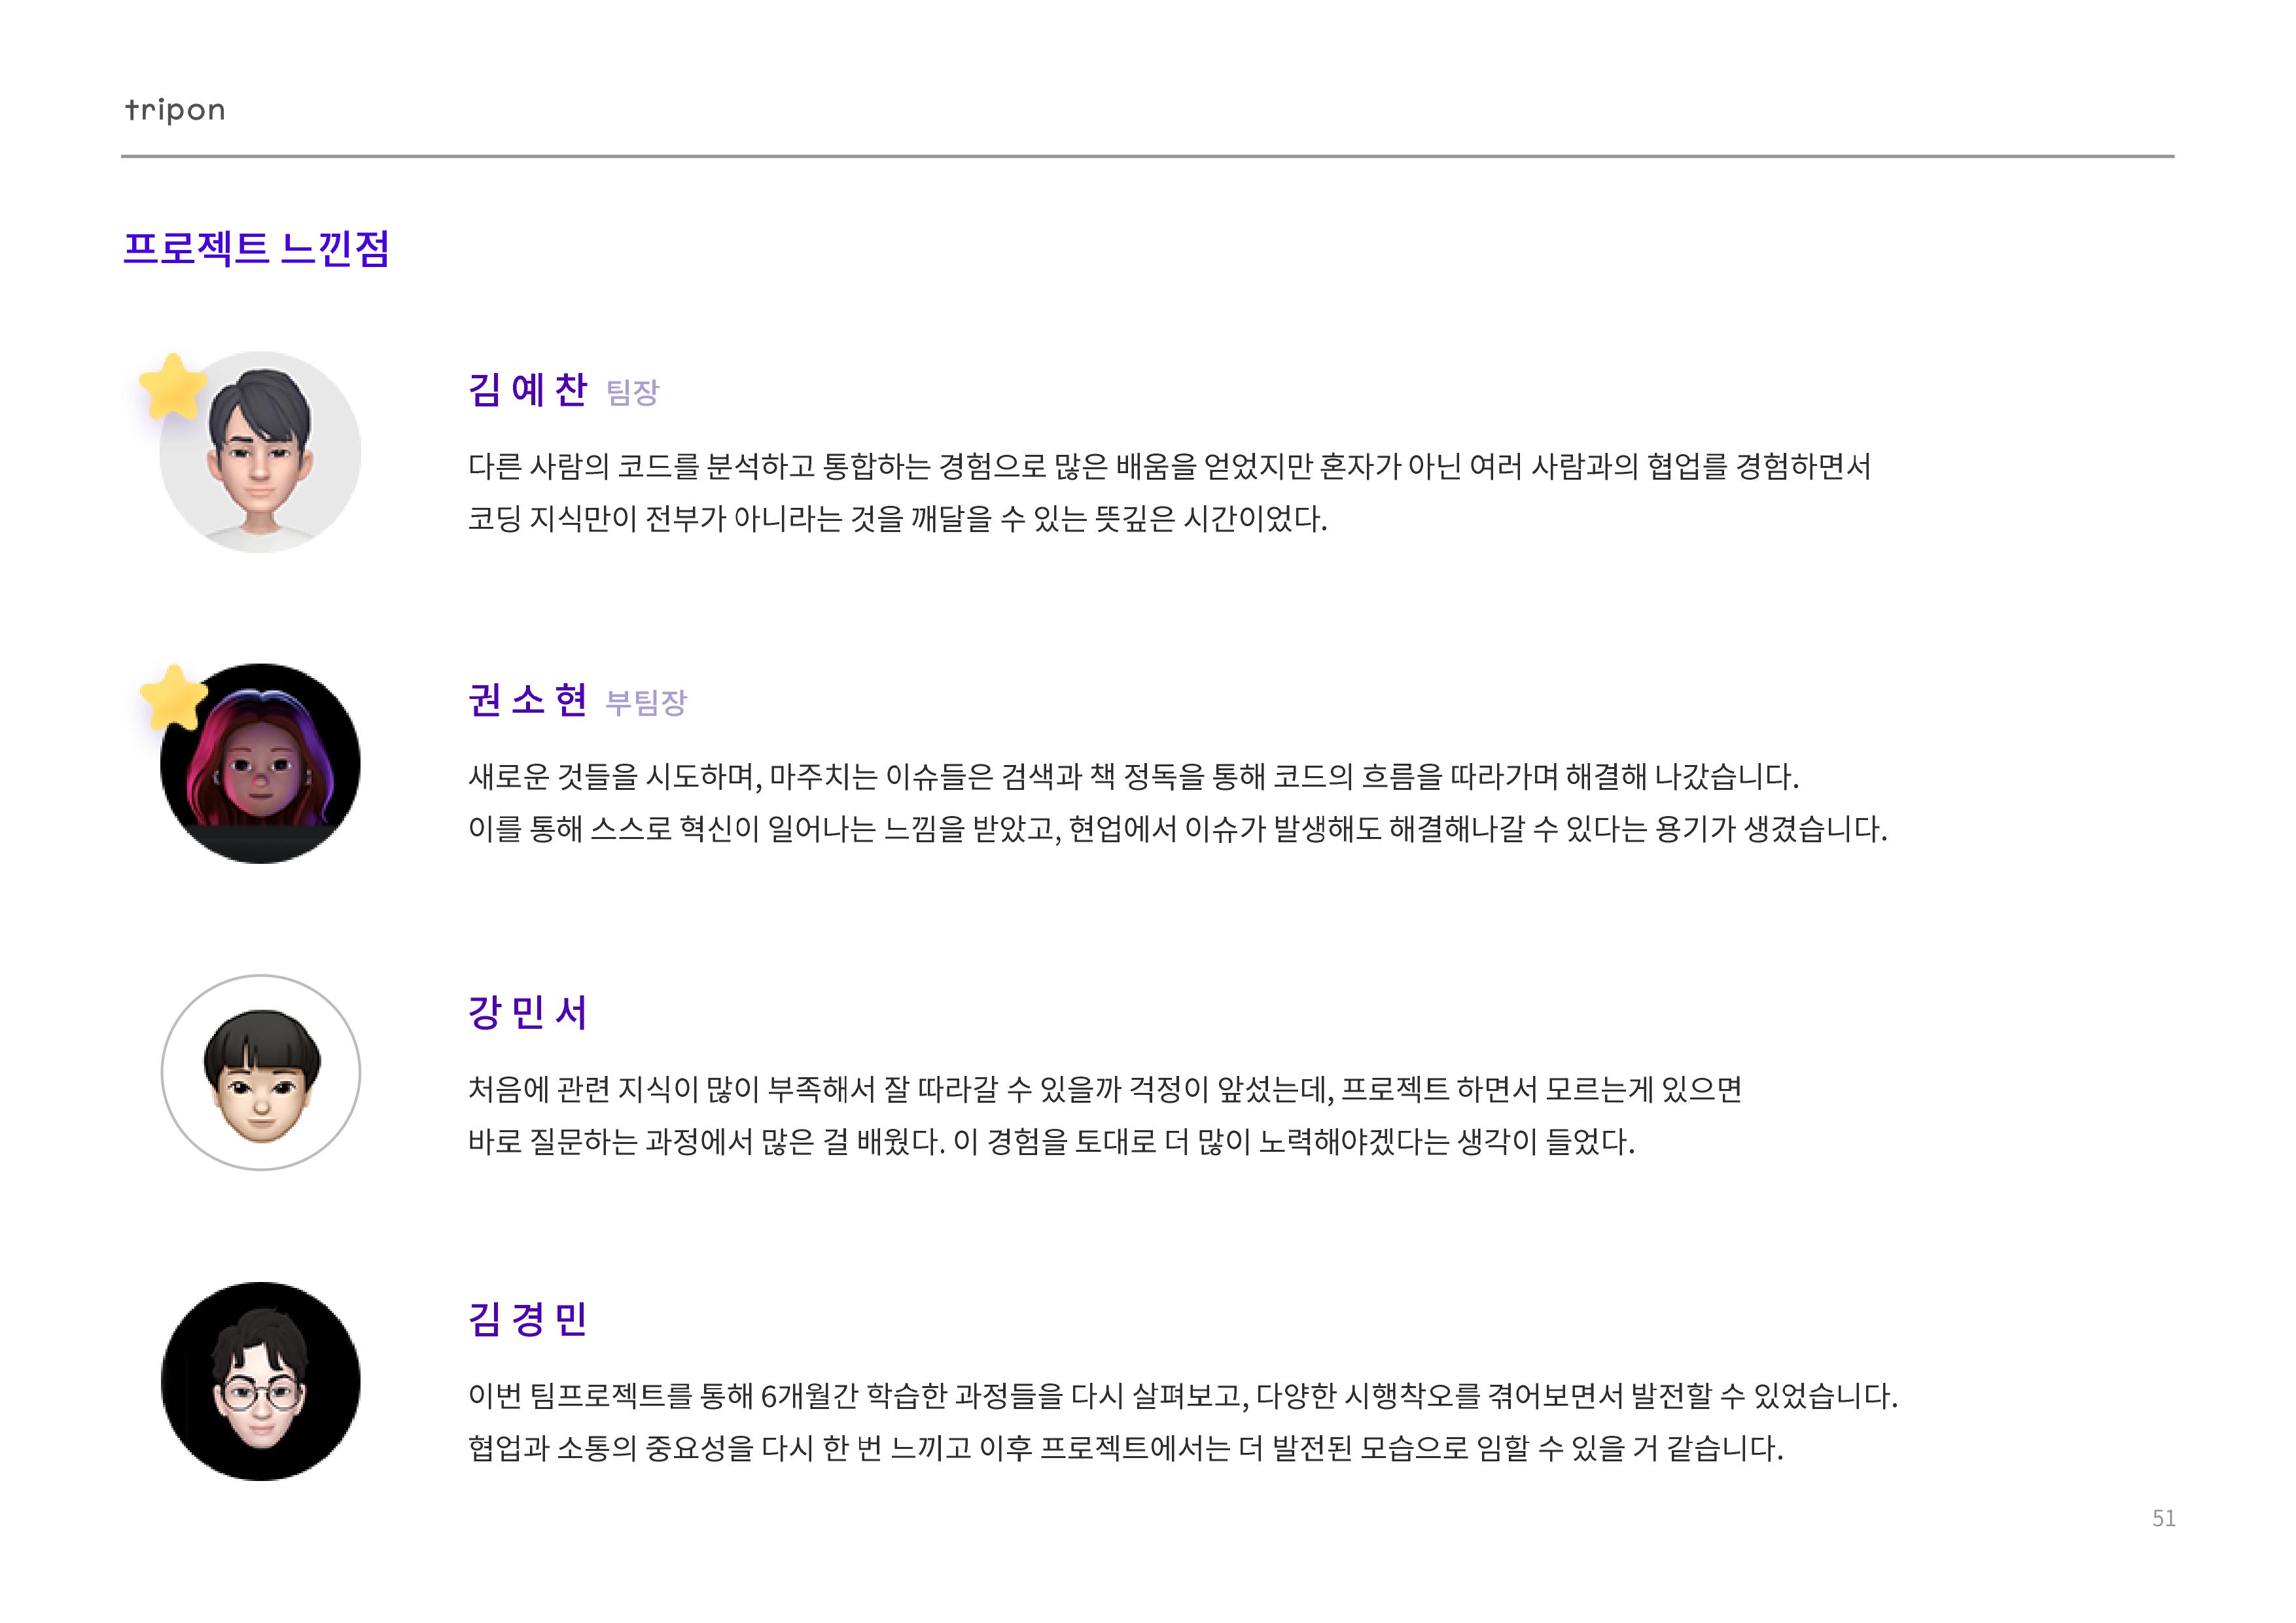 tripon
프로젝트 느낀점
김 예 찬 팀장
다른 사람의 코드를 분석하고 통합하는 경험으로 많은 배움을 얻었지만 혼자가 아닌 여러 사람과의 협업를 경험하면서
코딩 지식만이 전부가 아니라는 것을 깨달을 수 있는 뜻깊은 시간이었다.
권 소 현 부팀장
새로운 것들을 시도하며, 마주치는 이슈들은 검색과 책 정독을 통해 코드의 흐름을 따라가며 해결해 나갔습니다.
이를 통해 스스로 혁신이 일어나는 느낌을 받았고, 현업에서 이슈가 발생해도 해결해나갈 수 있다는 용기가 생겼습니다.
강 민 서
처음에 관련 지식이 많이 부족해서 잘 따라갈 수 있을까 걱정이 앞섰는데, 프로젝트 하면서 모르는게 있으면
바로 질문하는 과정에서 많은 걸 배웠다. 이 경험을 토대로 더 많이 노력해야겠다는 생각이 들었다.
김 경 민
이번 팀프로젝트를 통해 6개월간 학습한 과정들을 다시 살펴보고, 다양한 시행착오를 겪어보면서 발전할 수 있었습니다.
협업과 소통의 중요성을 다시 한 번 느끼고 이후 프로젝트에서는 더 발전된 모습으로 임할 수 있을 거 같습니다.
51